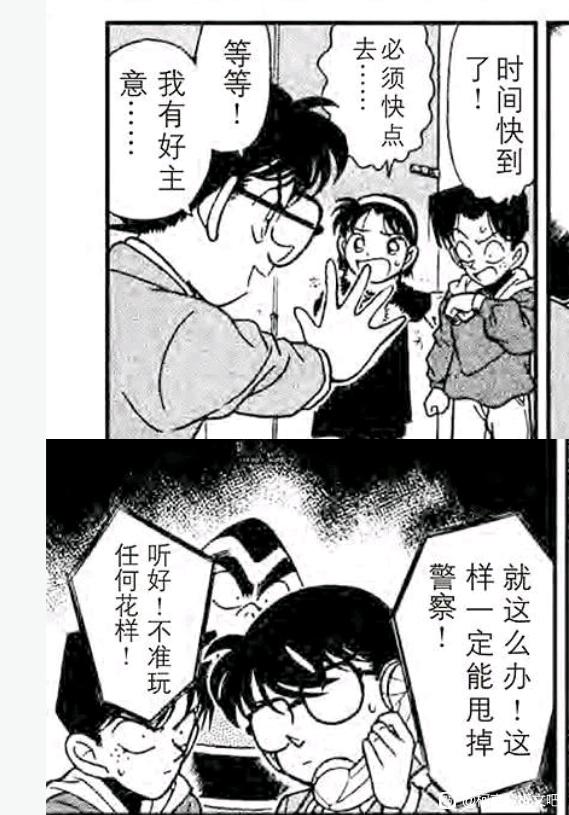 时间快到
了！
必须快点
去……
等等！
我有好主
意……
就这么办！这
样一定能甩掉
警察！
听好！不准玩
任何花样！